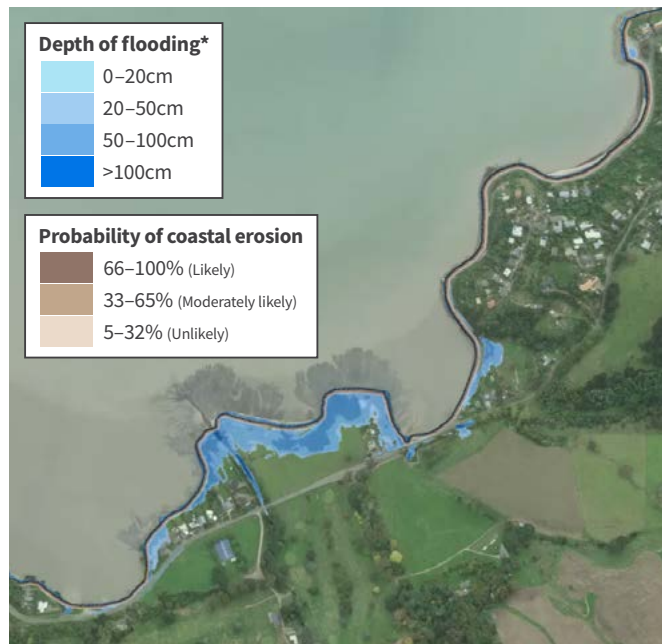 Depth of flooding*
0–20cm
20–50cm
50–100cm
>100cm
Probability of coastal erosion
66–100% (Likely)
33–65% (Moderately likely)
5–32% (Unlikely)